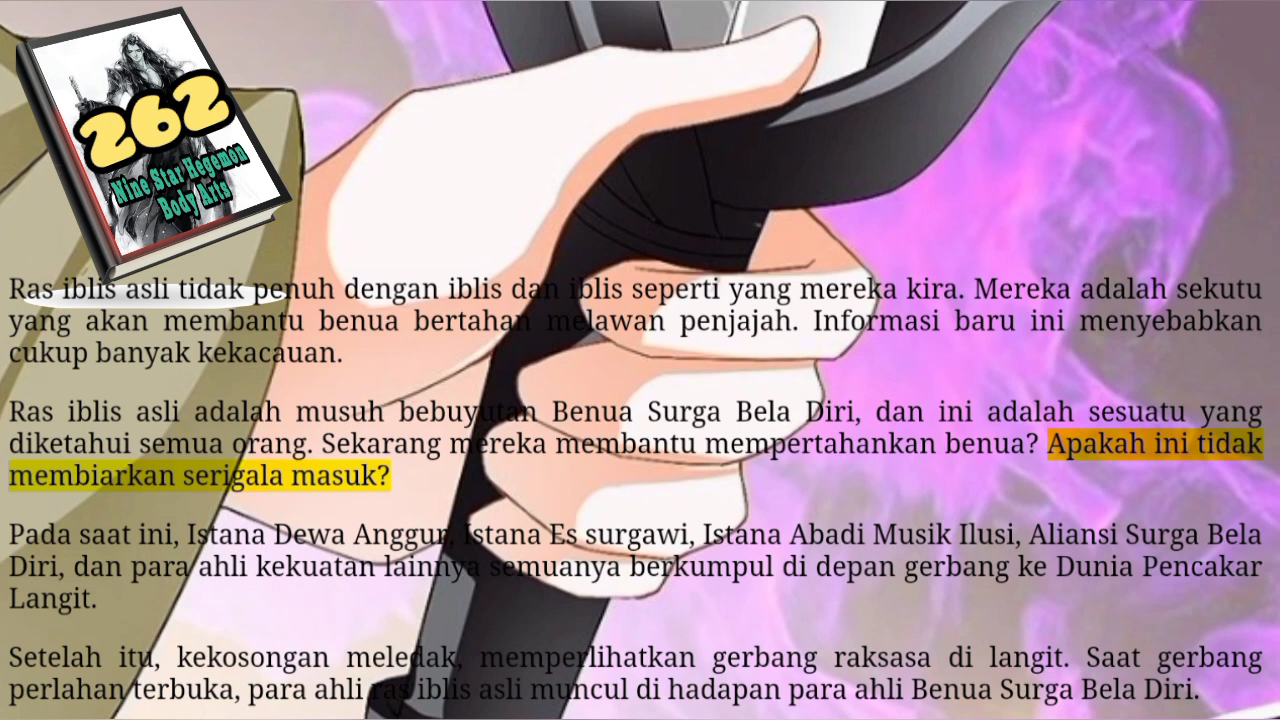 262
Nine Star Hegemon
Body Arts
Ras iblis asli tidak penuh dengan iblis dan iblis seperti yang mereka kira. Mereka adalah sekutu
yang akan membantu benua bertahan melawan penjajah. Informasi baru ini menyebabkan
cukup banyak kekacauan.
Ras iblis asli adalah musuh bebuyutan Benua Surga Bela Diri, dan ini adalah sesuatu yang
diketahui semua orang. Sekarang mereka membantu mempertahankan benua? Apakah ini tidak
membiarkan serigala masuk?
Pada saat ini, Istana Dewa Anggur, Istana Es surgawi, Istana Abadi Musik Ilusi, Aliansi Surga Bela
Diri, dan para ahli kekuatan lainnya semuanya berkumpul di depan gerbang ke Dunia Pencakar
Langit.
Setelah itu, kekosongan meledak, memperlihatkan gerbang raksasa di langit. Saat gerbang
perlahan terbuka, para ahli ras iblis asli muncul di hadapan para ahli Benua Surga Bela Diri.